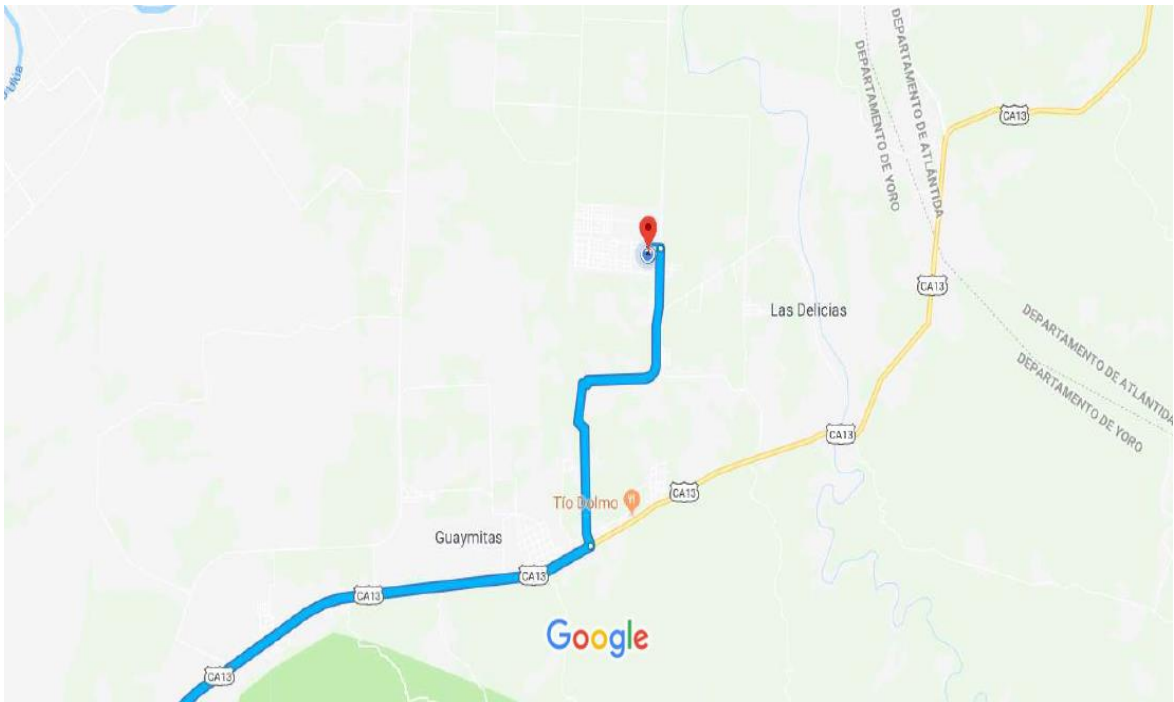 DEPARTAMENTO DE ATLÁNTIDA
DEPARTAMENTO DE YORO
CA13
CA13
Las Delicias
DEPARTAMENTO DE ATLÁNTIDA
DEPARTAMENTO DE YORO
CA13
CA13
Tío Dolmo
Guaymitas
CA13
CA13
Google
CA13